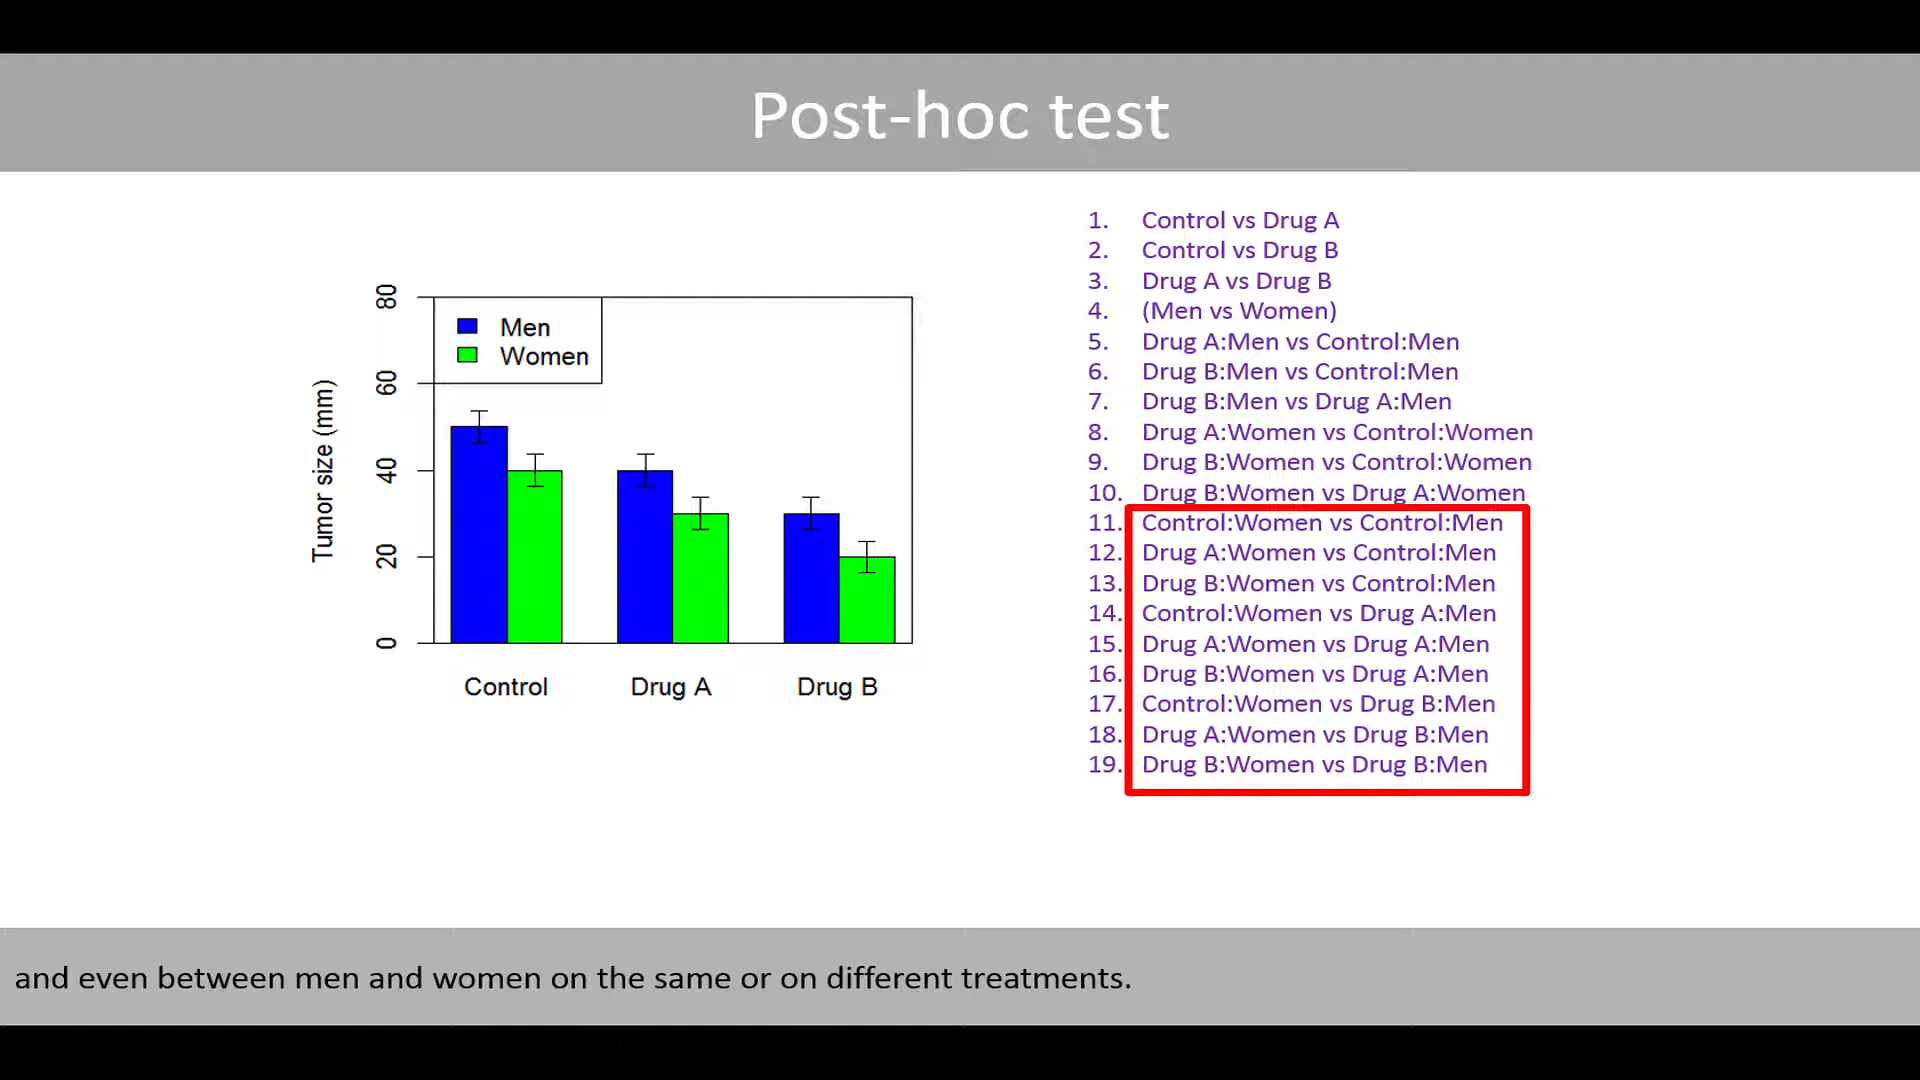 Post-hoc test
80
60
40
20
0
Tumor size (mm)
Men
Women
Control
Drug A
Drug B
1. Control vs Drug A
2. Control vs Drug B
3. Drug A vs Drug B
4. (Men vs Women)
5. Drug A:Men vs Control:Men
6. Drug B:Men vs Control:Men
7. Drug B:Men vs Drug A:Men
8. Drug A:Women vs Control:Women
9. Drug B:Women vs Control:Women
10. Drug B:Women vs Drug A:Women
11. Control:Women vs Control:Men
12. Drug A:Women vs Control:Men
13. Drug B:Women vs Control:Men
14. Control:Women vs Drug A:Men
15. Drug A:Women vs Drug A:Men
16. Drug B:Women vs Drug A:Men
17. Control:Women vs Drug B:Men
18. Drug A:Women vs Drug B:Men
19. Drug B:Women vs Drug B:Men
and even between men and women on the same or on different treatments.